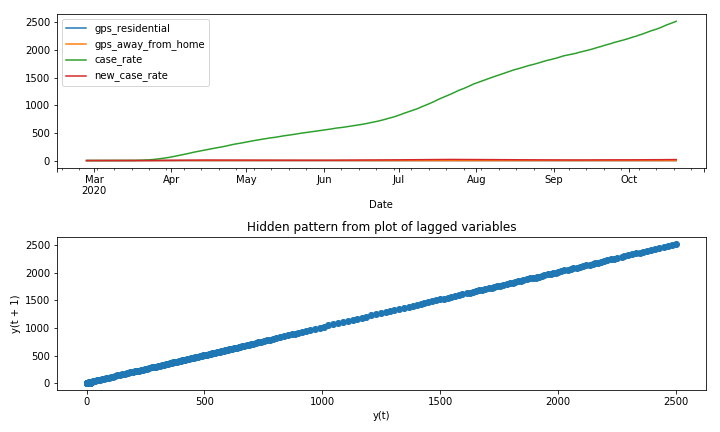 2500
2000
1500
1000
500
0
gps_residential
gps_away_from_home
case_rate
new_case_rate
Mar Apr May Jun Jul Aug Sep Oct
2020
Date
Hidden pattern from plot of lagged variables
2500
2000
1500
1000
500
0
y(t + 1)
0 500 1000 1500 2000 2500
y(t)